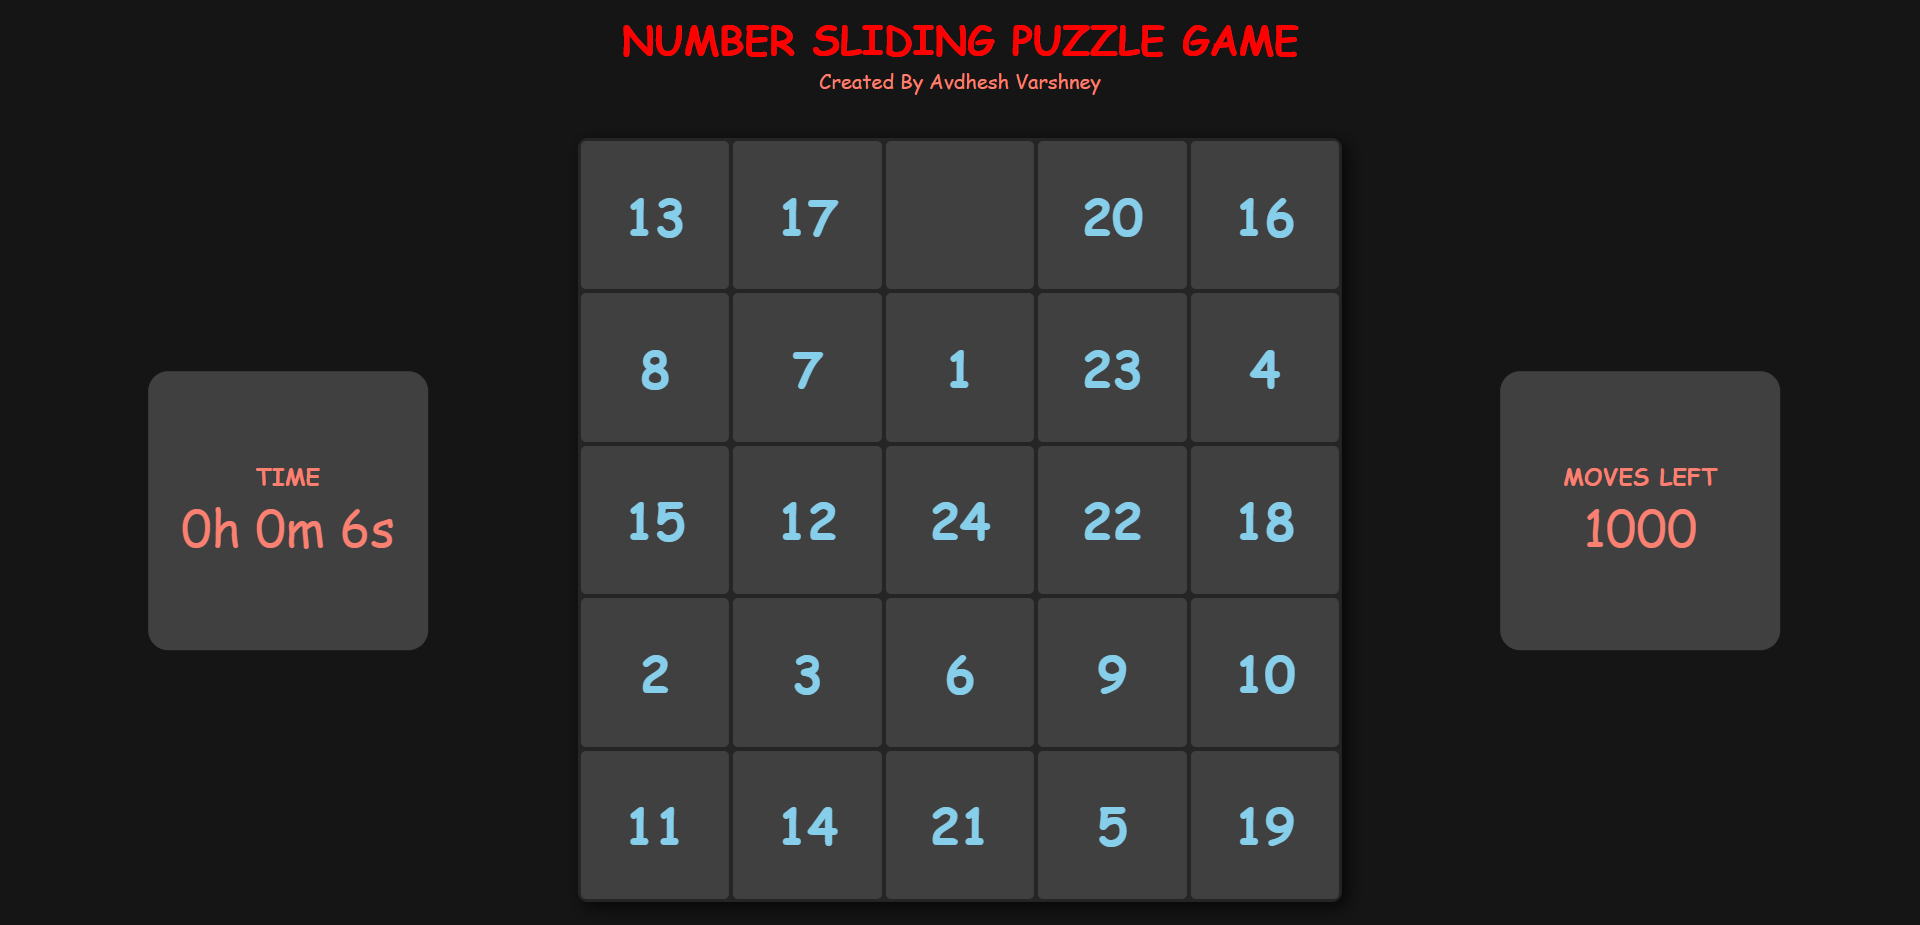 NUMBER SLIDING PUZZLE GAME
Created By Avdhesh Varshney
13 17 20 16
8 7 1 23 4
TIME
0h 0m 6s
15 12 24 22 18
MOVES LEFT
1000
2 3 6 9 10
11 14 21 5 19